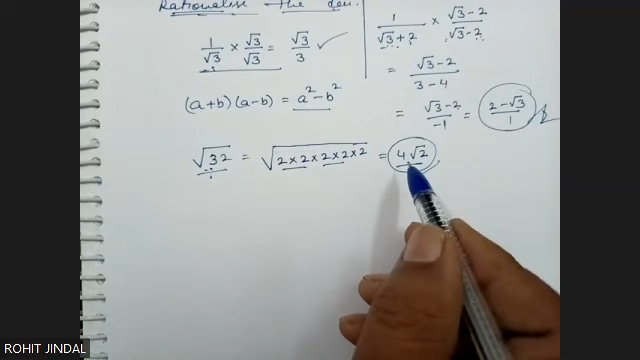 Rationalise the den.
1/√3 × √3/√3 = √3/3 ✓
(a+b)(a-b) = a²-b²
1/(√3+2) × (√3-2)/(√3-2)
= (√3-2)/(3-4)
= (√3-2)/-1 = (2-√3)/1
√32 = √(2×2×2×2×2) = 4√2
ROHIT JINDAL